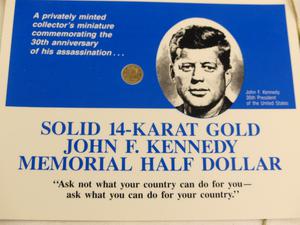 A privately minted
collector's miniature
commemorating the
30th anniversary
of his assassination . . .
John F. Kennedy
35th President
of the United States
SOLID 14-KARAT GOLD
JOHN F. KENNEDY
MEMORIAL HALF DOLLAR
"Ask not what your country can do for you—
ask what you can do for your country."